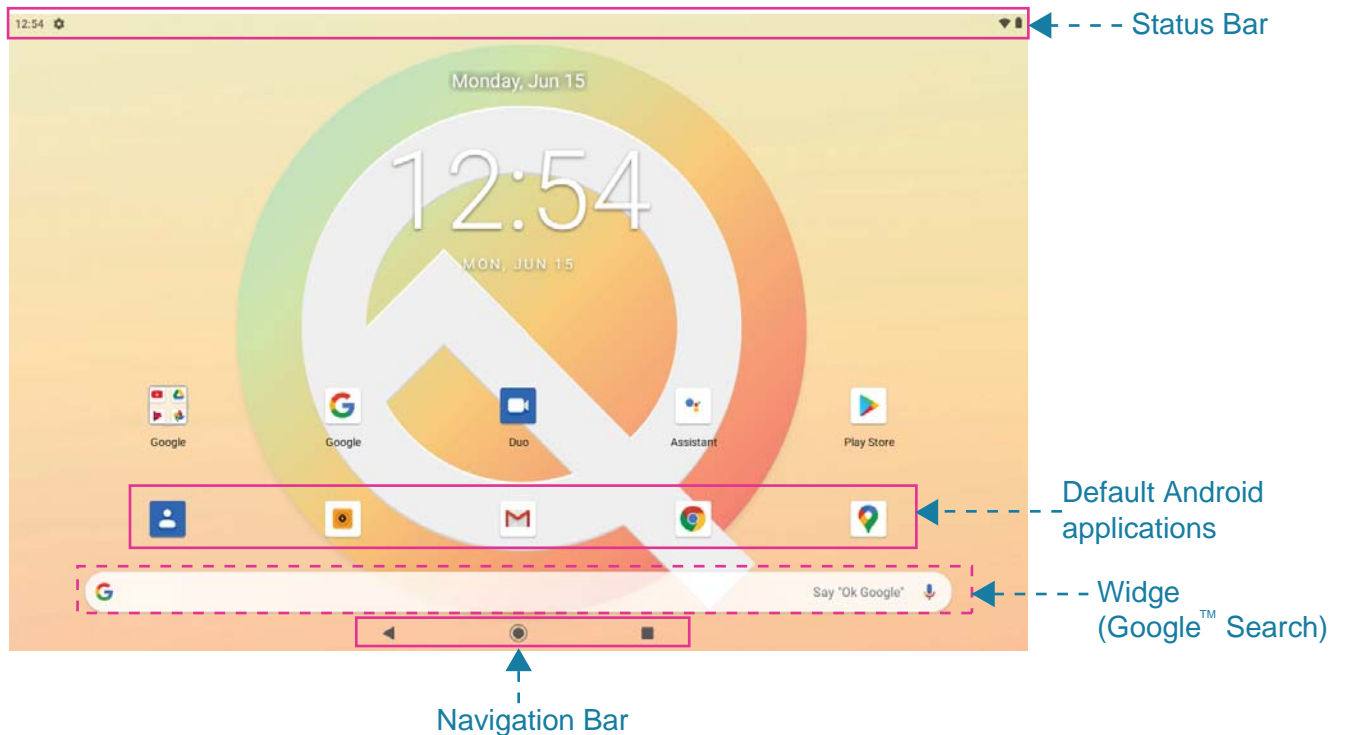 12:54
Status Bar
Monday, Jun 15
12:54
MON, JUN 15
Google
Google
Duo
Assistant
Play Store
Default Android
applications
Say "Ok Google"
Widge
(Google™ Search)
Navigation Bar